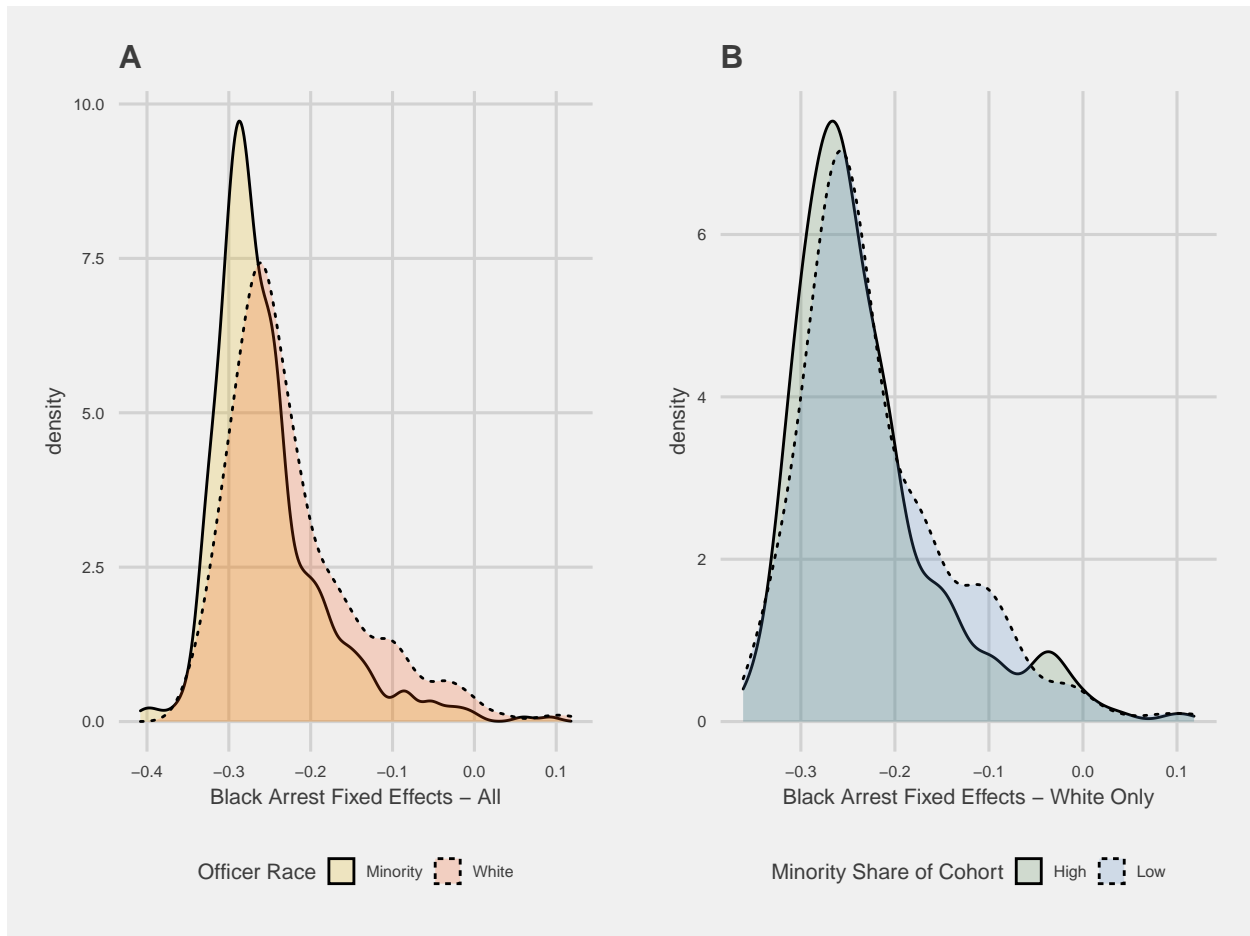 A
10.0
7.5
5.0
2.5
0.0
density
−0.4 −0.3 −0.2 −0.1 0.0 0.1
Black Arrest Fixed Effects − All
Officer Race Minority White
B
6
4
2
0
density
−0.3 −0.2 −0.1 0.0 0.1
Black Arrest Fixed Effects − White Only
Minority Share of Cohort High Low